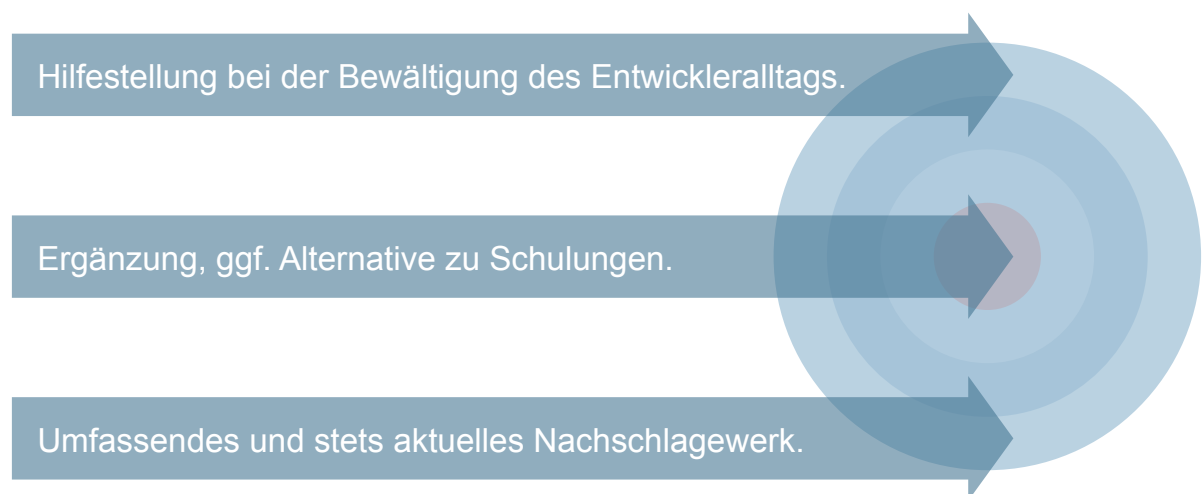 Hilfestellung bei der Bewältigung des Entwickleralltags.
Ergänzung, ggf. Alternative zu Schulungen.
Umfassendes und stets aktuelles Nachschlagewerk.